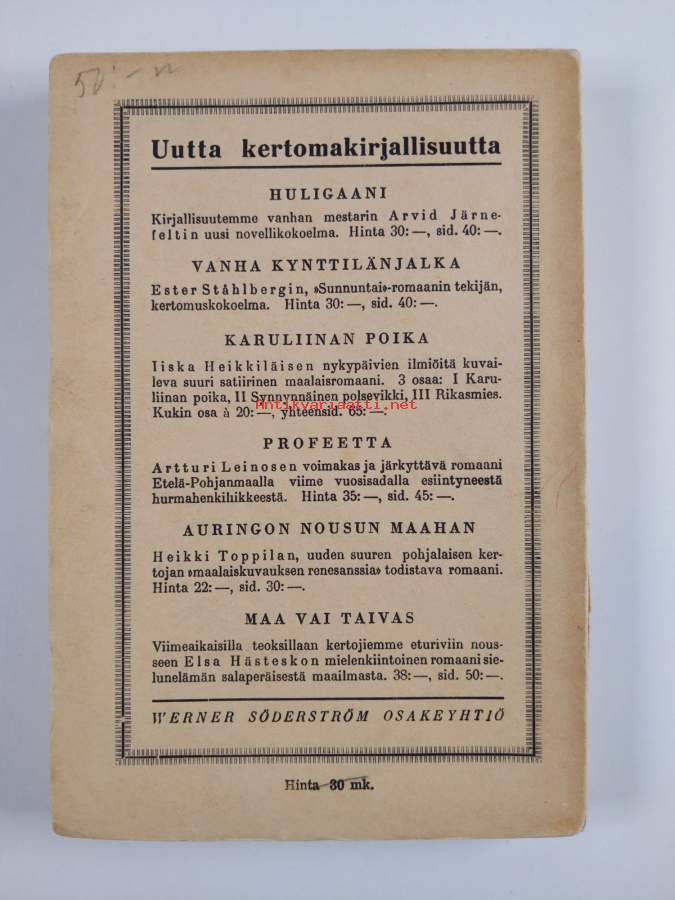 50:-
Uutta kertomakirjallisuutta
HULIGAANI
Kirjallisuutemme vanhan mestarin Arvid Järne-
feltin uusi novellikokoelma. Hinta 30: —, sid. 40: —.
VANHA KYNTTILÄNJALKA
Ester Ståhlbergin, »Sunnuntai»-romaanin tekijän,
kertomuskokoelma. Hinta 30: —, sid. 40: —.
KARULIINAN POIKA
Iiska Heikkiläisen nykypäivien ilmiöitä kuvai-
leva suuri satiirinen maalaisromaani. 3 osaa: I Karu-
liinan poika, II Synnynnäinen polsevikki, III Rikasmies.
Kukin osa à 20: —, yhteensid. 65: —.
Antikvariaatti.net
PROFEETTA
Artturi Leinosen voimakas ja järkyttävä romaani
Etelä-Pohjanmaalla viime vuosisadalla esiintyneestä
hurmahenkiliikkeestä. Hinta 35: —, sid. 45: —.
AURINGON NOUSUN MAAHAN
Heikki Toppilan, uuden suuren pohjalaisen ker-
tojan »maalaiskuvauksen renesanssia» todistava romaani.
Hinta 22: —, sid. 30: —.
MAA VAI TAIVAS
Viimeaikaisilla teoksillaan kertojiemme eturiviin nous-
seen Elsa Hästeskon mielenkiintoinen romaani sie-
lunelämän salaperäisestä maailmasta. 38: —, sid. 50: —.
WERNER SÖDERSTRÖM OSAKEYHTIÖ
Hinta 30 mk.